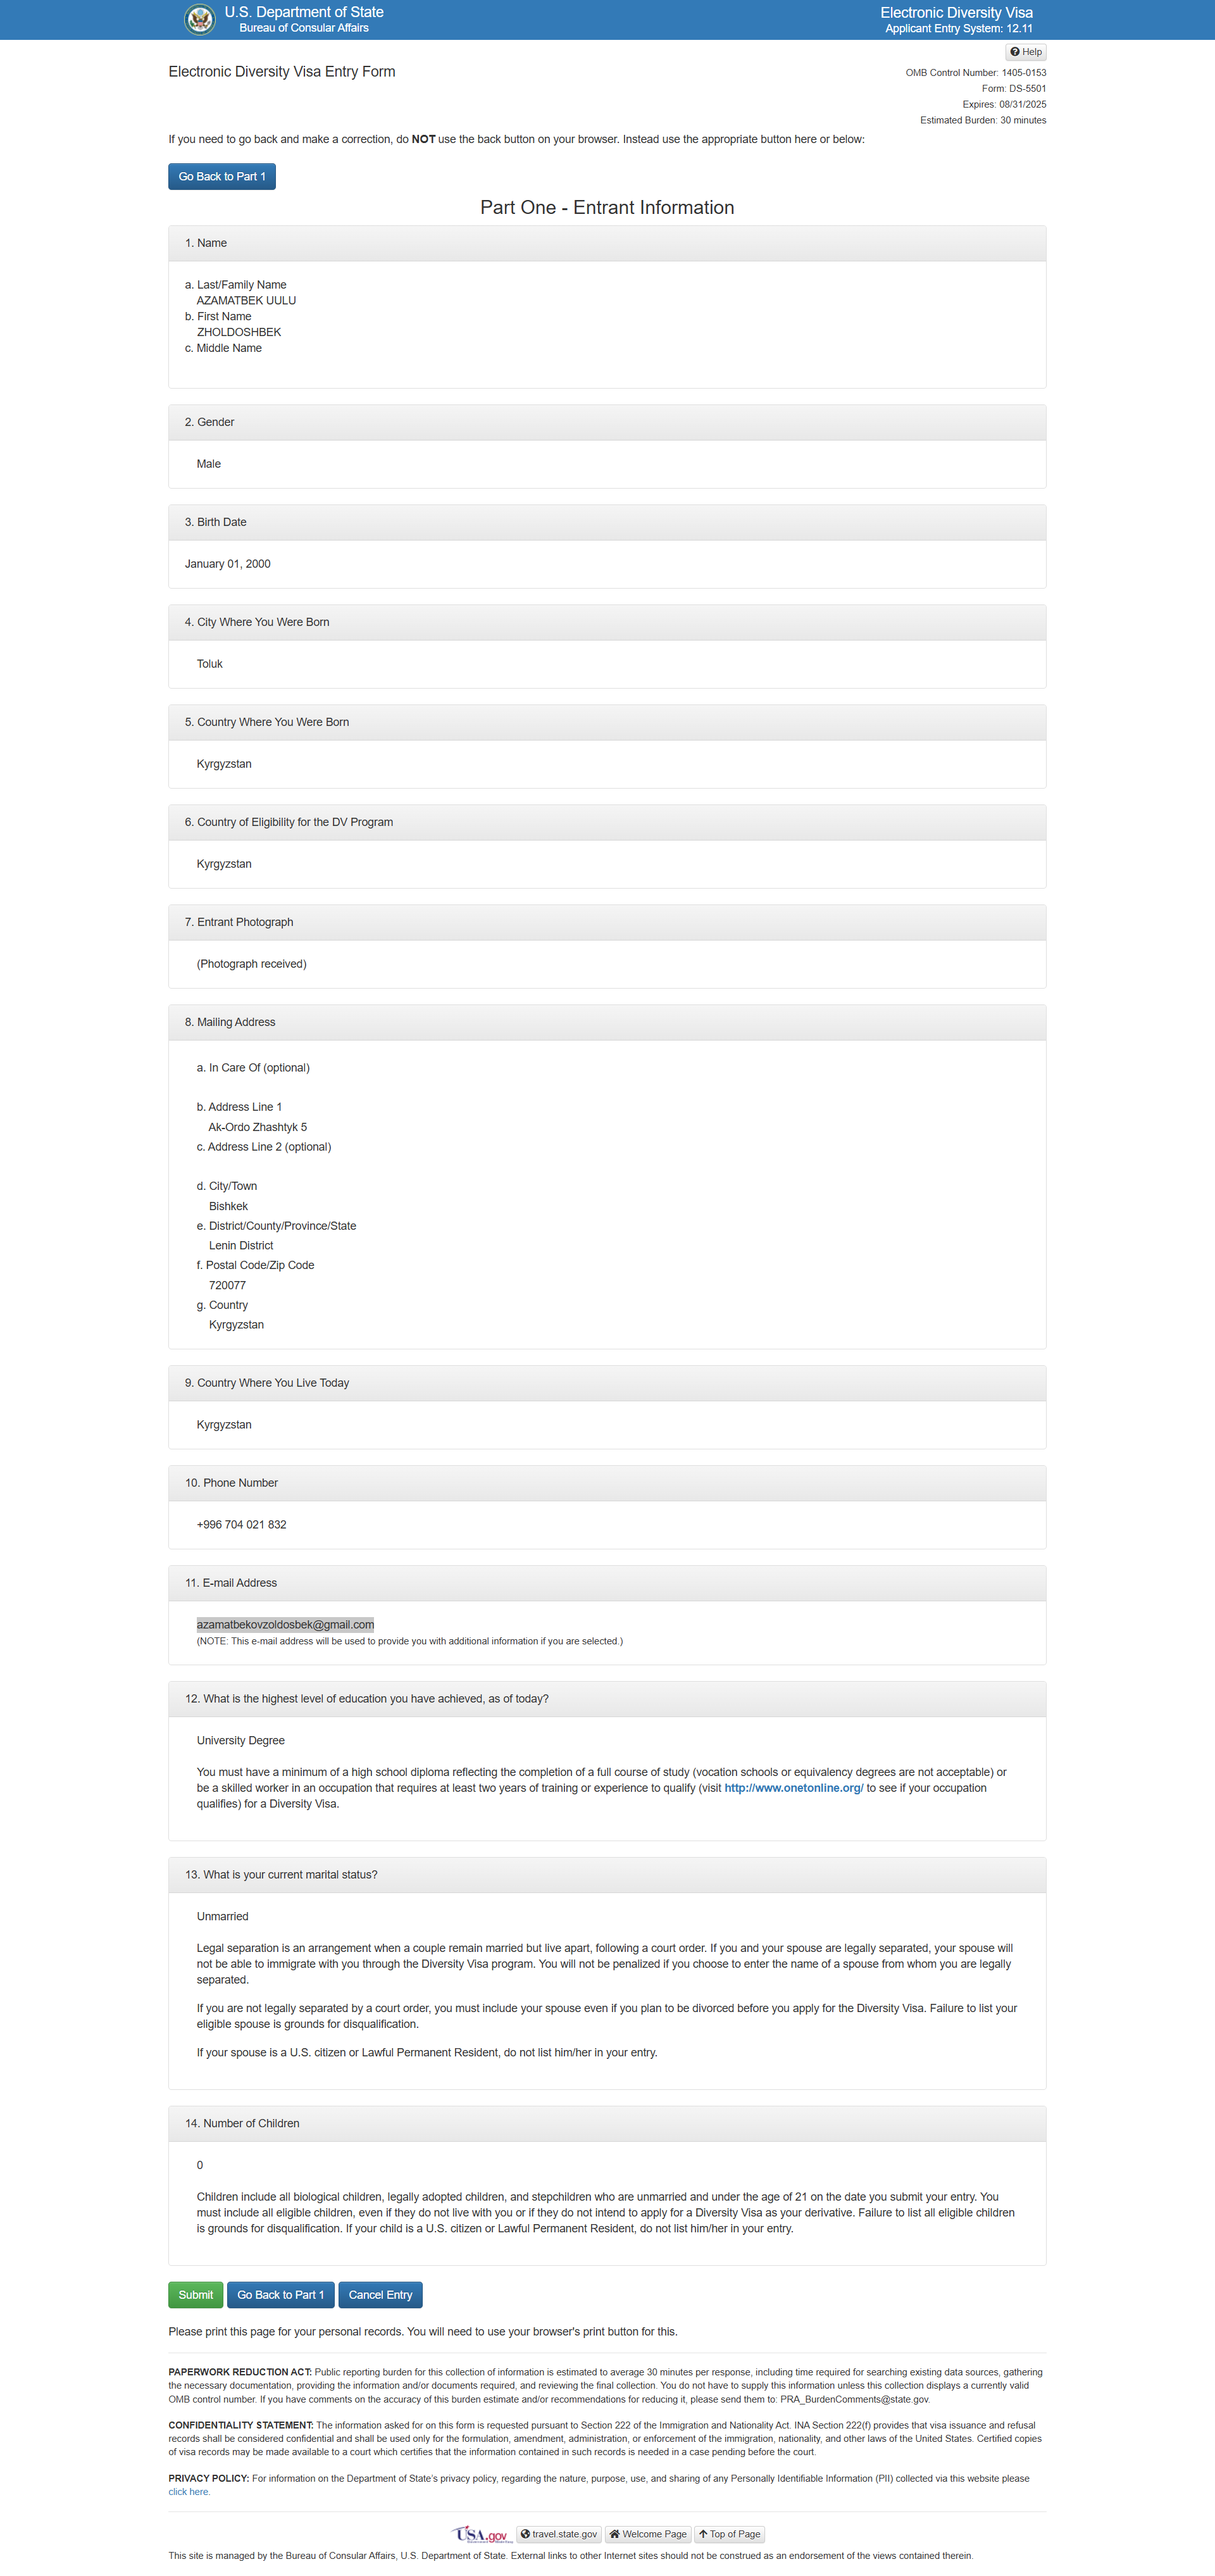 U.S. Department of State
Bureau of Consular Affairs
Electronic Diversity Visa
Applicant Entry System: 12.11
Help
Electronic Diversity Visa Entry Form
OMB Control Number: 1405-0153
Form: DS-5501
Expires: 08/31/2025
Estimated Burden: 30 minutes
If you need to go back and make a correction, do NOT use the back button on your browser. Instead use the appropriate button here or below:
Go Back to Part 1
Part One - Entrant Information
1. Name
a. Last/Family Name
AZAMATBEK UULU
b. First Name
ZHOLDOSHBEK
c. Middle Name
2. Gender
Male
3. Birth Date
January 01, 2000
4. City Where You Were Born
Toluk
5. Country Where You Were Born
Kyrgyzstan
6. Country of Eligibility for the DV Program
Kyrgyzstan
7. Entrant Photograph
(Photograph received)
8. Mailing Address
a. In Care Of (optional)
b. Address Line 1
Ak-Ordo Zhashtyk 5
c. Address Line 2 (optional)
d. City/Town
Bishkek
e. District/County/Province/State
Lenin District
f. Postal Code/Zip Code
720077
g. Country
Kyrgyzstan
9. Country Where You Live Today
Kyrgyzstan
10. Phone Number
+996 704 021 832
11. E-mail Address
azamatbekovzoldosbek@gmail.com
(NOTE: This e-mail address will be used to provide you with additional information if you are selected.)
12. What is the highest level of education you have achieved, as of today?
University Degree
You must have a minimum of a high school diploma reflecting the completion of a full course of study (vocation schools or equivalency degrees are not acceptable) or
be a skilled worker in an occupation that requires at least two years of training or experience to qualify (visit http://www.onetonline.org/ to see if your occupation
qualifies) for a Diversity Visa.
13. What is your current marital status?
Unmarried
Legal separation is an arrangement when a couple remain married but live apart, following a court order. If you and your spouse are legally separated, your spouse will
not be able to immigrate with you through the Diversity Visa program. You will not be penalized if you choose to enter the name of a spouse from whom you are legally
separated.
If you are not legally separated by a court order, you must include your spouse even if you plan to be divorced before you apply for the Diversity Visa. Failure to list your
eligible spouse is grounds for disqualification.
If your spouse is a U.S. citizen or Lawful Permanent Resident, do not list him/her in your entry.
14. Number of Children
0
Children include all biological children, legally adopted children, and stepchildren who are unmarried and under the age of 21 on the date you submit your entry. You
must include all eligible children, even if they do not live with you or if they do not intend to apply for a Diversity Visa as your derivative. Failure to list all eligible children
is grounds for disqualification. If your child is a U.S. citizen or Lawful Permanent Resident, do not list him/her in your entry.
Submit
Go Back to Part 1
Cancel Entry
Please print this page for your personal records. You will need to use your browser's print button for this.
PAPERWORK REDUCTION ACT: Public reporting burden for this collection of information is estimated to average 30 minutes per response, including time required for searching existing data sources, gathering
the necessary documentation, providing the information and/or documents required, and reviewing the final collection. You do not have to supply this information unless this collection displays a currently valid
OMB control number. If you have comments on the accuracy of this burden estimate and/or recommendations for reducing it, please send them to: PRA_BurdenComments@state.gov.
CONFIDENTIALITY STATEMENT: The information asked for on this form is requested pursuant to Section 222 of the Immigration and Nationality Act. INA Section 222(f) provides that visa issuance and refusal
records shall be considered confidential and shall be used only for the formulation, amendment, administration, or enforcement of the immigration, nationality, and other laws of the United States. Certified copies
of visa records may be made available to a court which certifies that the information contained in such records is needed in a case pending before the court.
PRIVACY POLICY: For information on the Department of State's privacy policy, regarding the nature, purpose, use, and sharing of any Personally Identifiable Information (PII) collected via this website please
click here.
USA.gov
travel.state.gov
Welcome Page
Top of Page
This site is managed by the Bureau of Consular Affairs, U.S. Department of State. External links to other Internet sites should not be construed as an endorsement of the views contained therein.